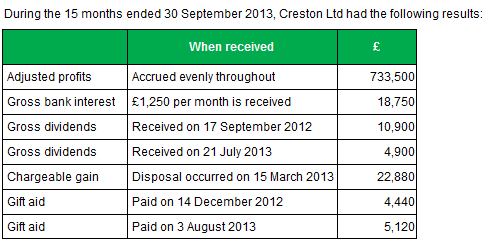 During the 15 months ended 30 September 2013, Creston Ltd had the following results:
When received £
Adjusted profits Accrued evenly throughout 733,500
Gross bank interest £1,250 per month is received 18,750
Gross dividends Received on 17 September 2012 10,900
Gross dividends Received on 21 July 2013 4,900
Chargeable gain Disposal occurred on 15 March 2013 22,880
Gift aid Paid on 14 December 2012 4,440
Gift aid Paid on 3 August 2013 5,120